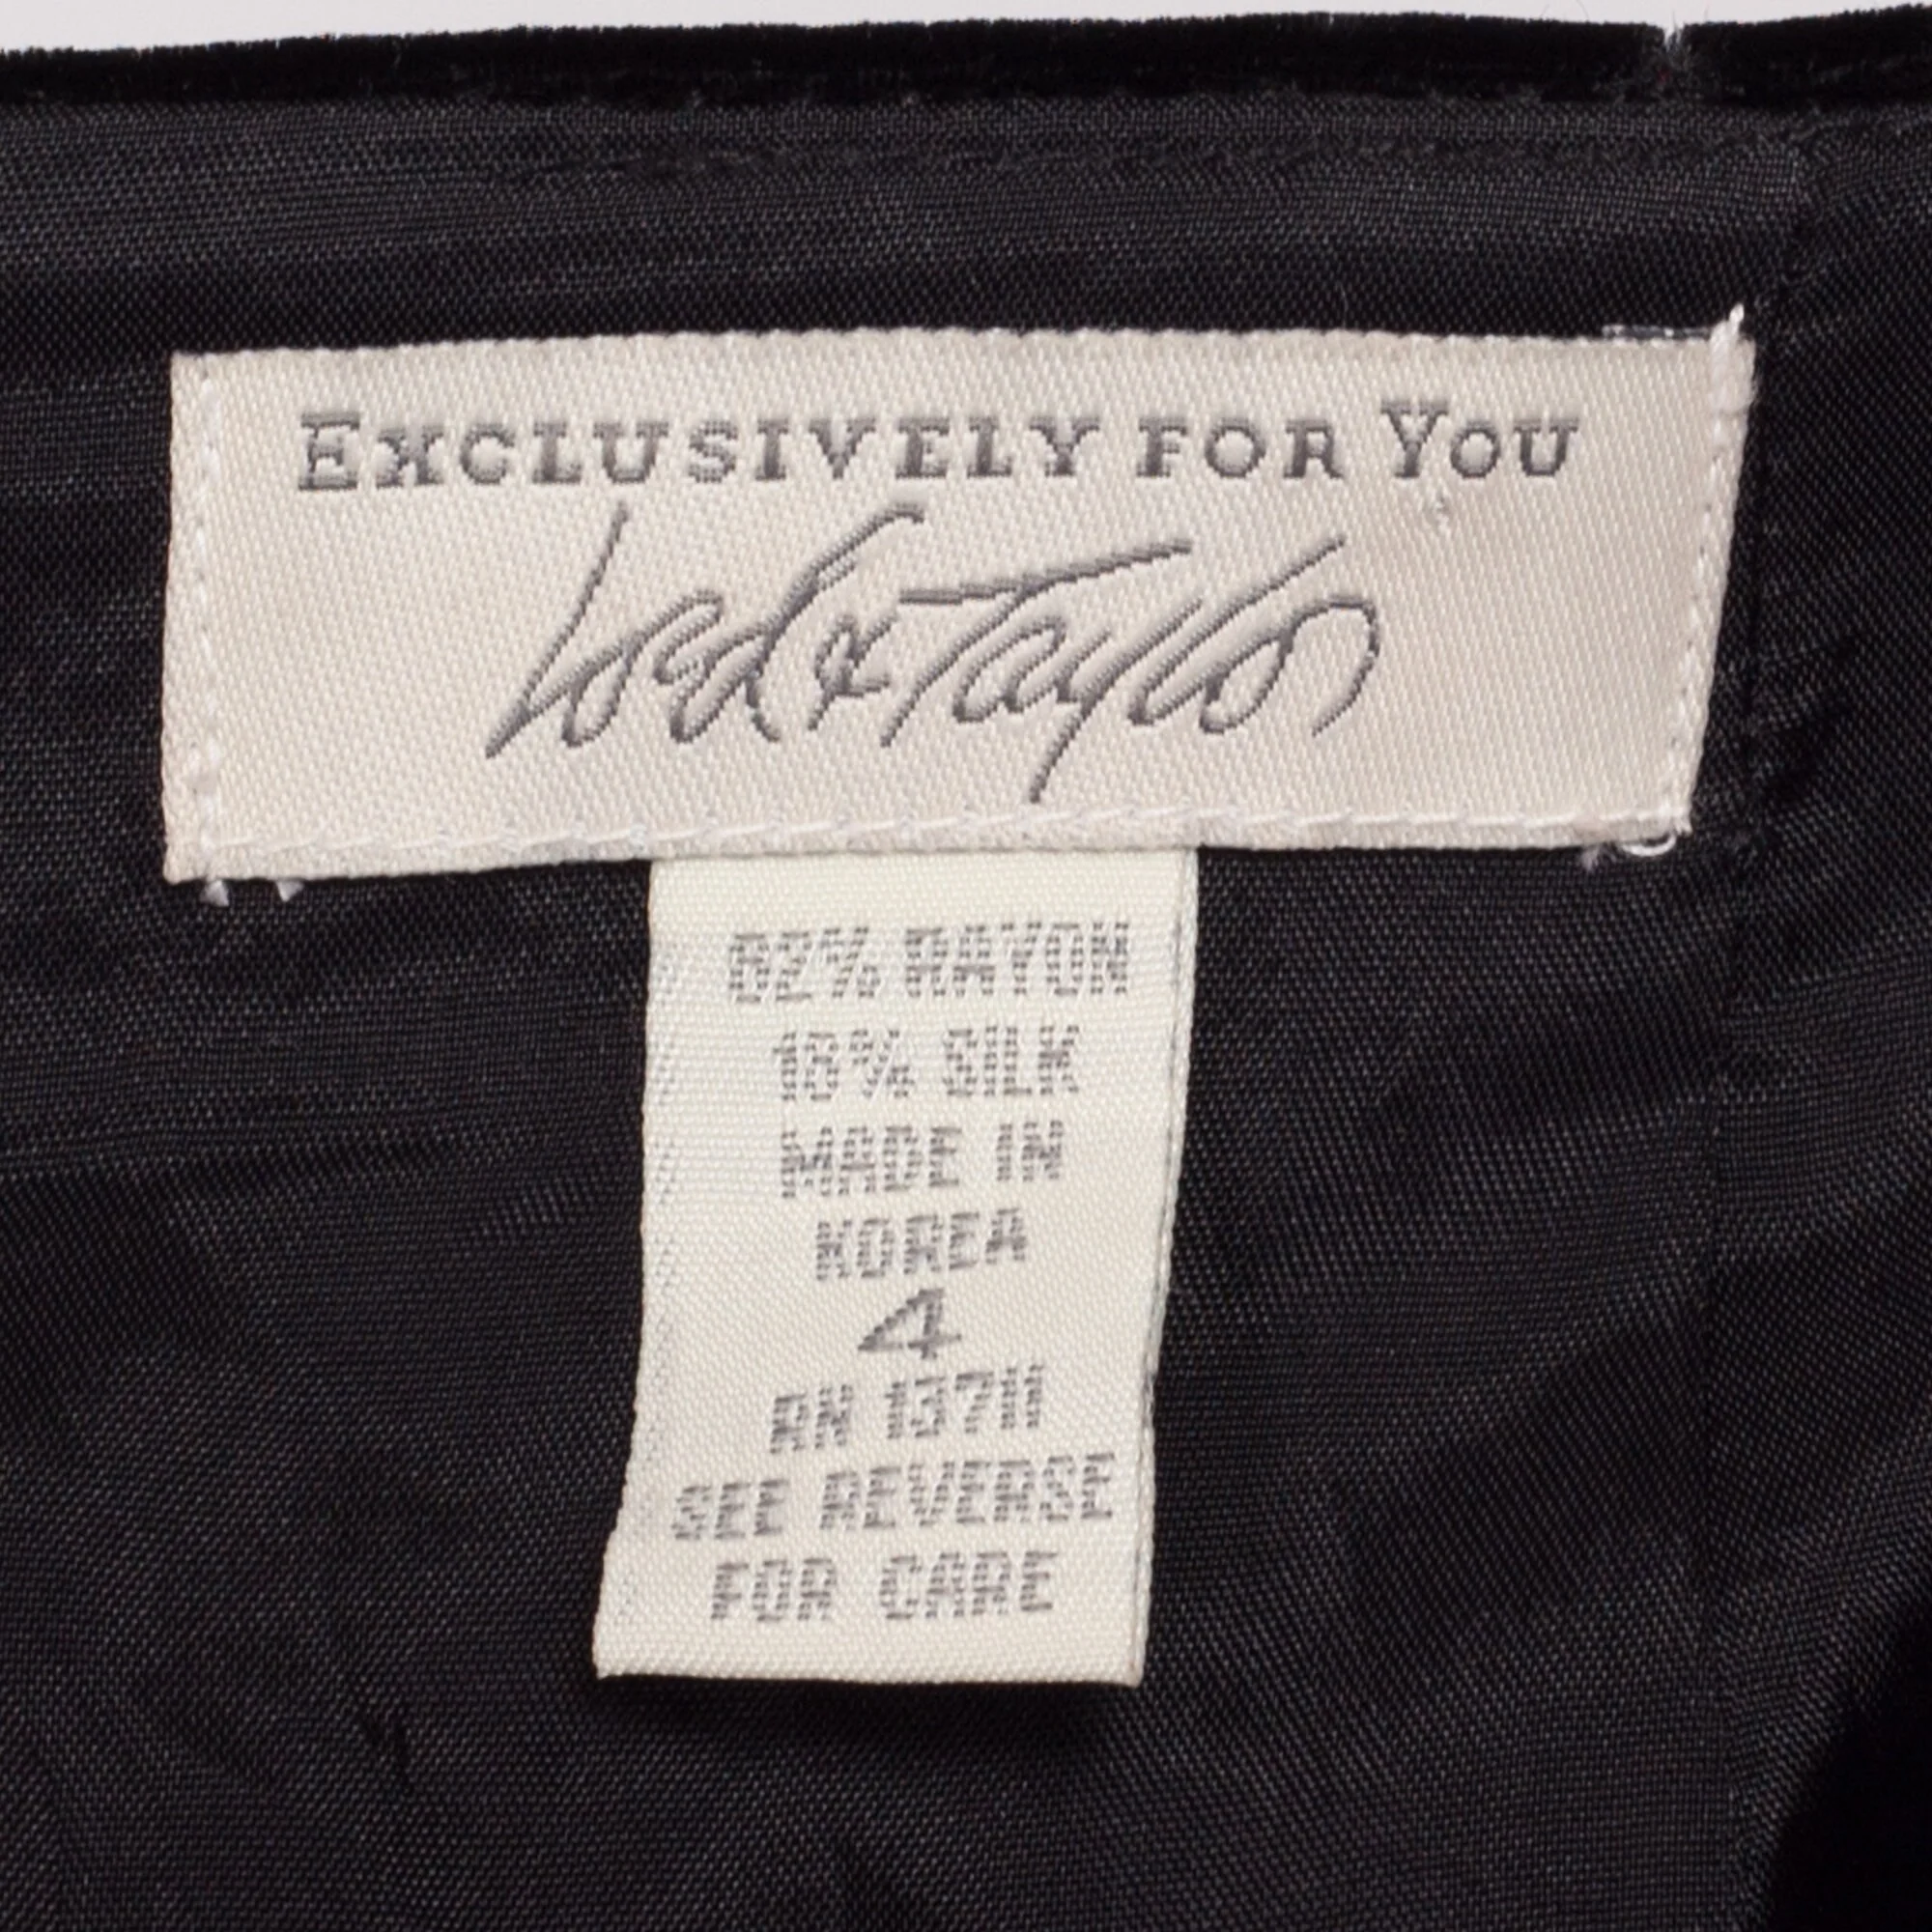 EXCLUSIVELY FOR YOU
Lord & Taylor
82% RAYON
18% SILK
MADE IN
KOREA
4
RN 13711
SEE REVERSE
FOR CARE